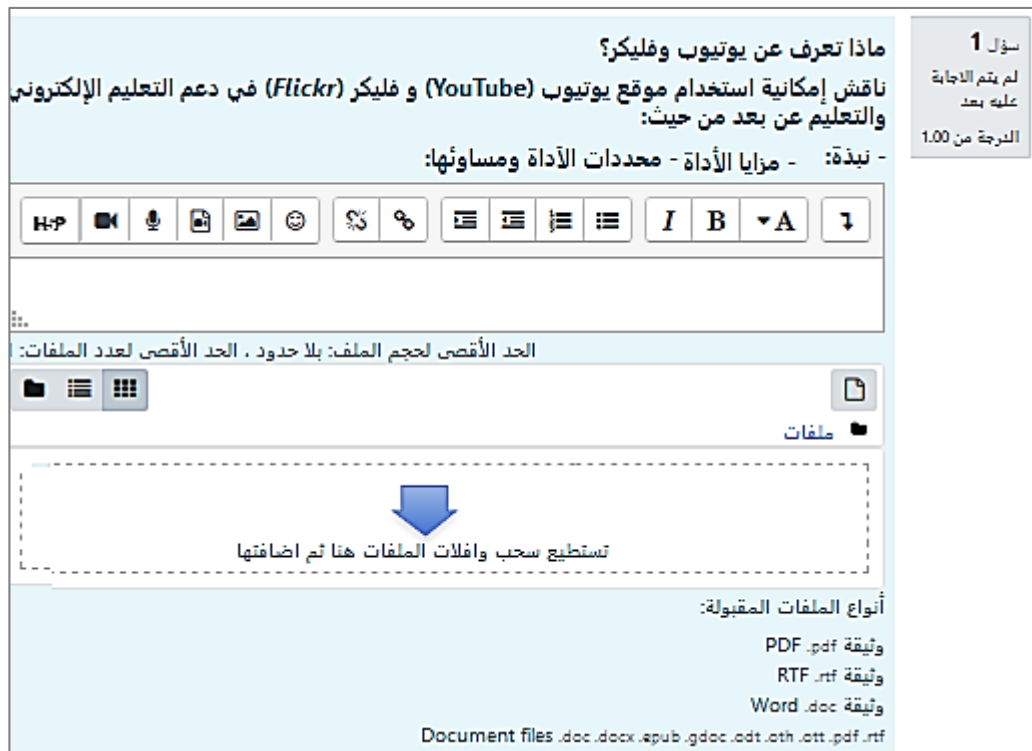 سؤال 1
لم يتم الاجابة
عليه بعد
الدرجة من 1.00
ماذا تعرف عن يوتيوب وفليكر؟
ناقش إمكانية استخدام موقع يوتيوب (YouTube) و فليكر (Flickr) في دعم التعليم الإلكتروني
والتعليم عن بعد من حيث:
- نبذة: - مزايا الأداة - محددات الأداة ومساوئها:
H-P I B A
الحد الأقصى لحجم الملف: بلا حدود ، الحد الأقصى لعدد الملفات:
ملفات
تستطيع سحب وافلات الملفات هنا ثم اضافتها
أنواع الملفات المقبولة:
وثيقة PDF .pdf
وثيقة RTF .rtf
وثيقة Word .doc
Document files .doc .docx .epub .gdoc .odt .oth .ott .pdf .rtf